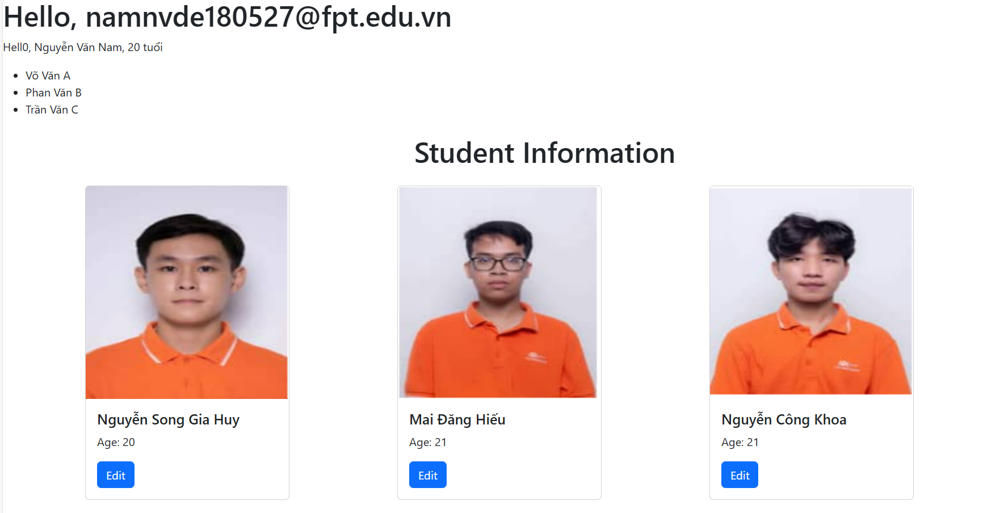 Hello, namnvde180527@fpt.edu.vn
Hell0, Nguyễn Văn Nam, 20 tuổi
Võ Văn A
Phan Văn B
Trần Văn C
Student Information
Nguyễn Song Gia Huy
Age: 20
Edit
Mai Đăng Hiếu
Age: 21
Edit
Nguyễn Công Khoa
Age: 21
Edit